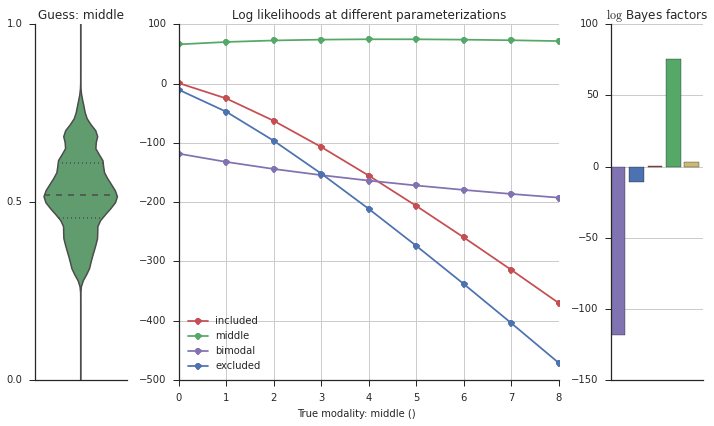 Guess: middle
1.0
0.5
0.0
Log likelihoods at different parameterizations
100
0
−100
−200
−300
−400
−500
included
middle
bimodal
excluded
0 1 2 3 4 5 6 7 8
True modality: middle ()
log Bayes factors
100
50
0
−50
−100
−150